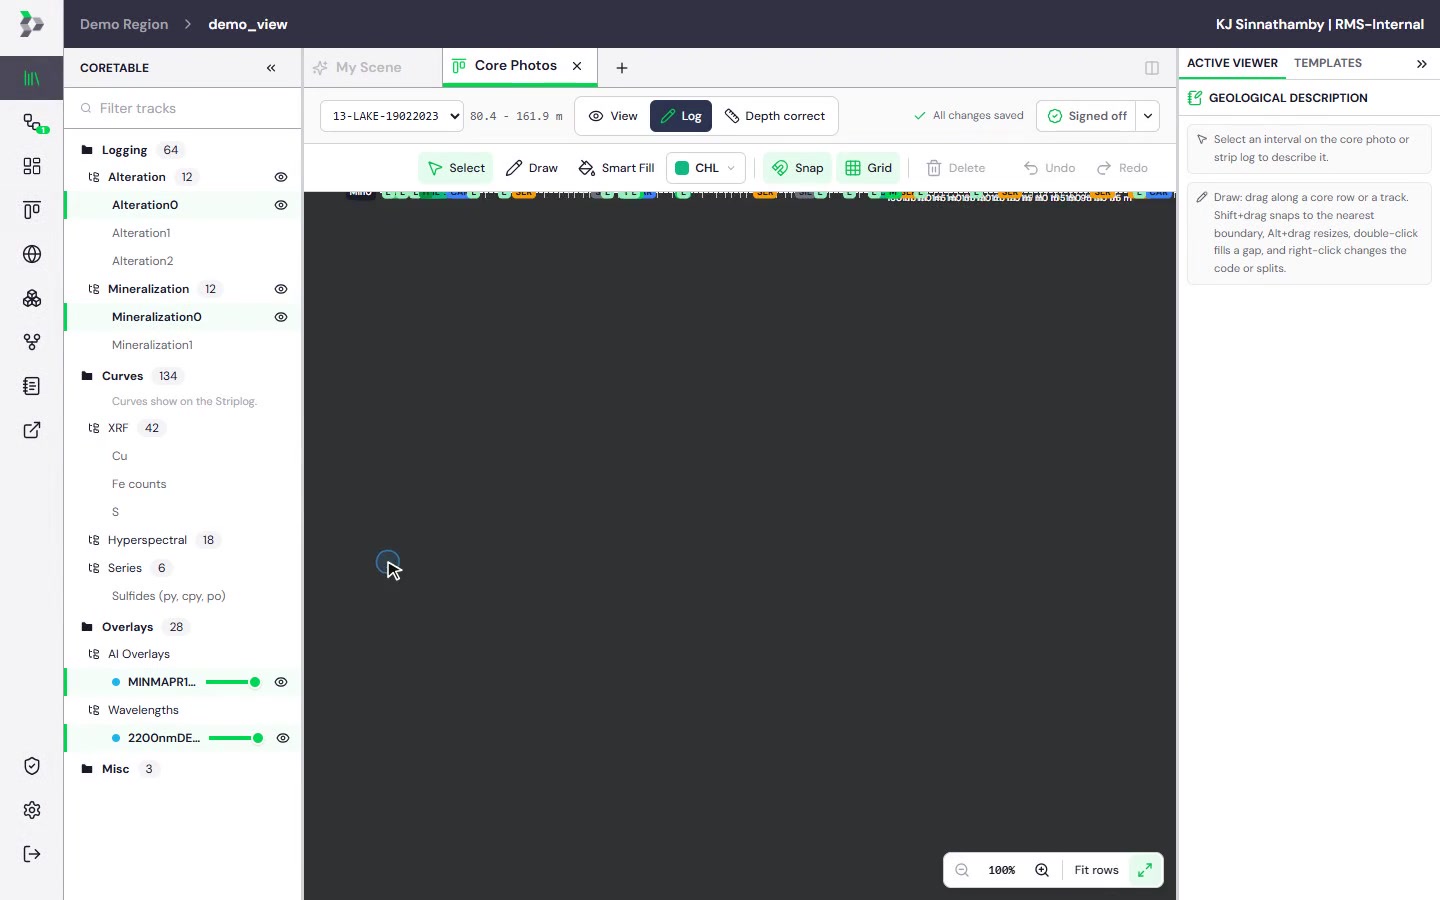 Demo Region
demo_view
KJ Sinnathamby | RMS-Internal
CORETABLE
My Scene
Core Photos
ACTIVE VIEWER
TEMPLATES
Filter tracks
13-LAKE-19022023
80.4 - 161.9 m
View
Log
Depth correct
All changes saved
Signed off
GEOLOGICAL DESCRIPTION
Select an interval on the core photo or
strip log to describe it.
Draw: drag along a core row or a track.
Shift+drag snaps to the nearest
boundary, Alt+drag resizes, double-click
fills a gap, and right-click changes the
code or splits.
Select
Draw
Smart Fill
CHL
Snap
Grid
Delete
Undo
Redo
Logging 64
Alteration 12
Alteration0
Alteration1
Alteration2
Mineralization 12
Mineralization0
Mineralization1
Curves 134
Curves show on the Striplog.
XRF 42
Cu
Fe counts
S
Hyperspectral 18
Series 6
Sulfides (py, cpy, po)
Overlays 28
AI Overlays
MINMAPR1...
Wavelengths
2200nmDE...
Misc 3
1
100%
Fit rows